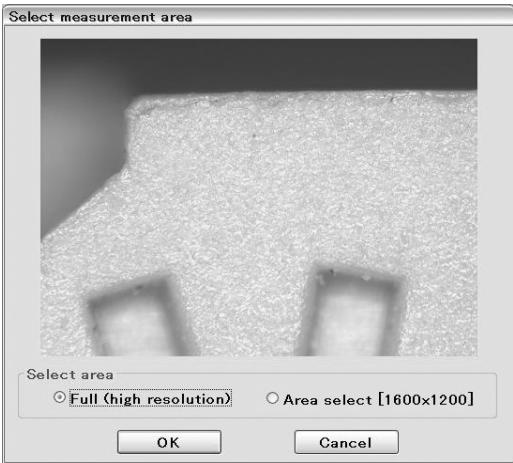 Select measurement area
Select area
Full (high resolution)
Area select [1600x1200]
OK
Cancel